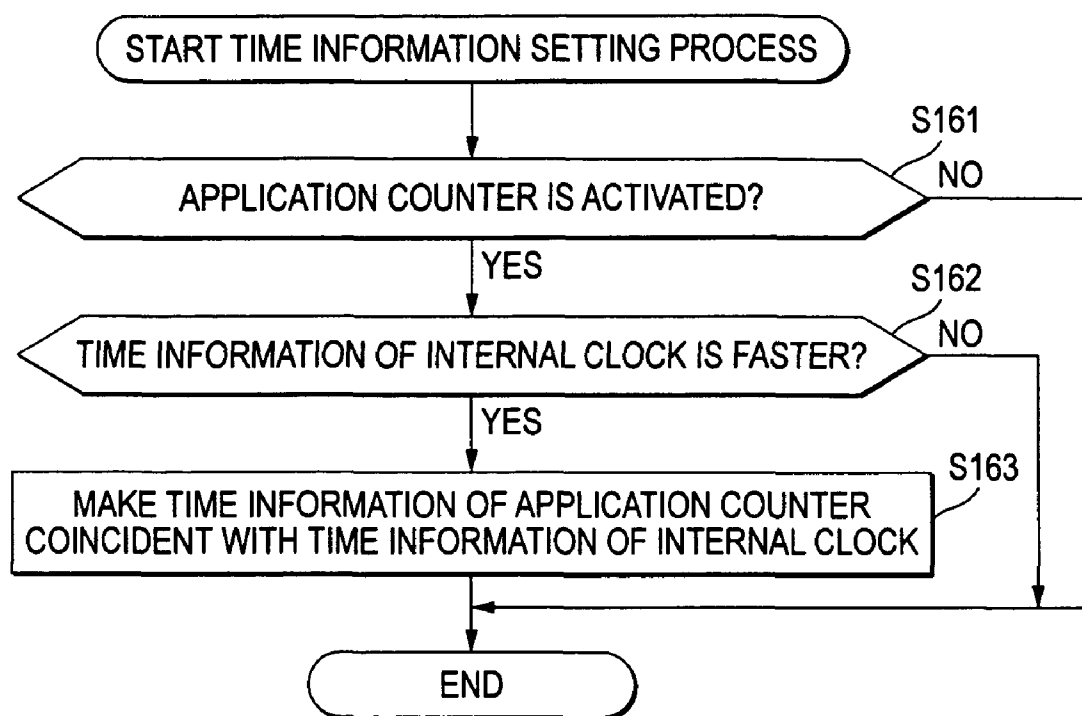 START TIME INFORMATION SETTING PROCESS
S161
APPLICATION COUNTER IS ACTIVATED?
NO
YES
S162
TIME INFORMATION OF INTERNAL CLOCK IS FASTER?
NO
YES
S163
MAKE TIME INFORMATION OF APPLICATION COUNTER
COINCIDENT WITH TIME INFORMATION OF INTERNAL CLOCK
END